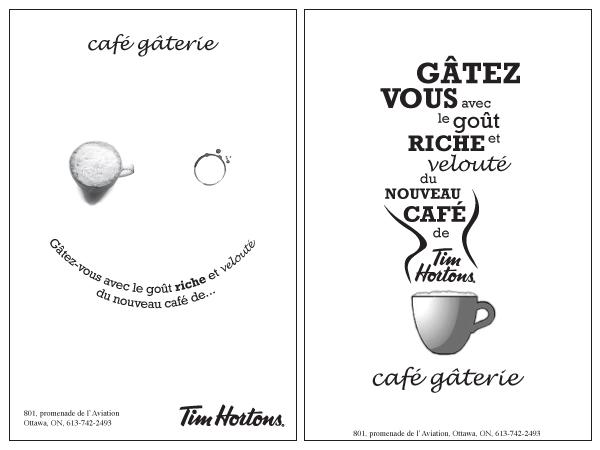 café gâterie
Gâtez-vous avec le goût riche et velouté
du nouveau café de...
801, promenade de l' Aviation
Ottawa, ON, 613-742-2493
Tim Hortons.
GÂTEZ
VOUS avec
le goût
RICHE et
velouté
du
NOUVEAU
CAFÉ
de
Tim
Hortons.
café gâterie
801, promenade de l' Aviation, Ottawa, ON, 613-742-2493